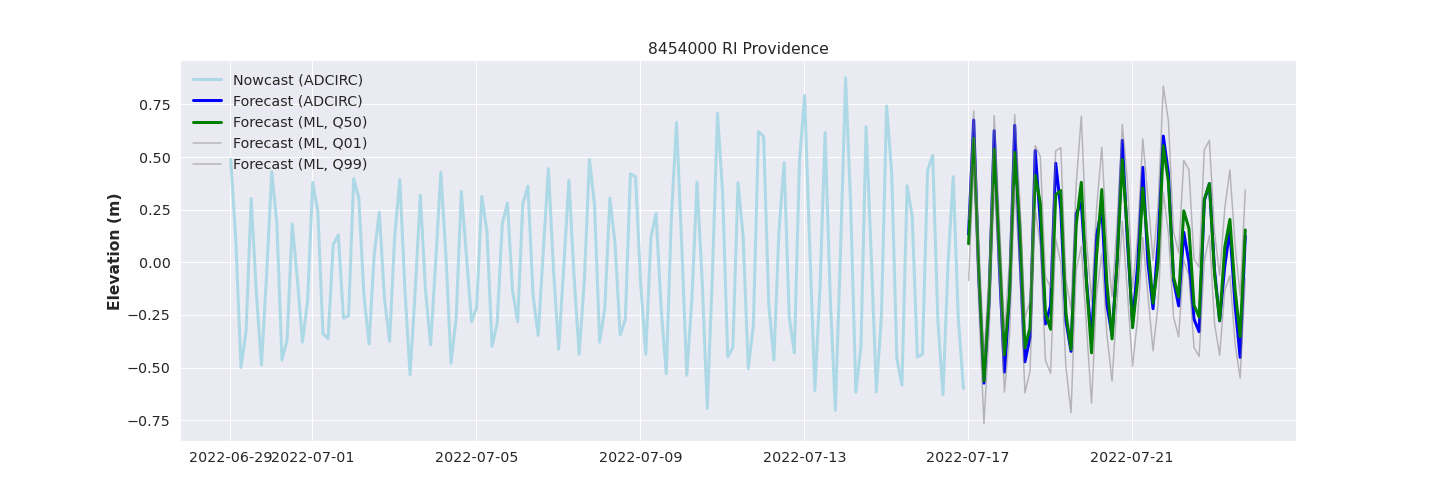 8454000 RI Providence
Nowcast (ADCIRC)
Forecast (ADCIRC)
Forecast (ML, Q50)
Forecast (ML, Q01)
Forecast (ML, Q99)
Elevation (m)
0.75
0.50
0.25
0.00
−0.25
−0.50
−0.75
2022-06-29 2022-07-01 2022-07-05 2022-07-09 2022-07-13 2022-07-17 2022-07-21